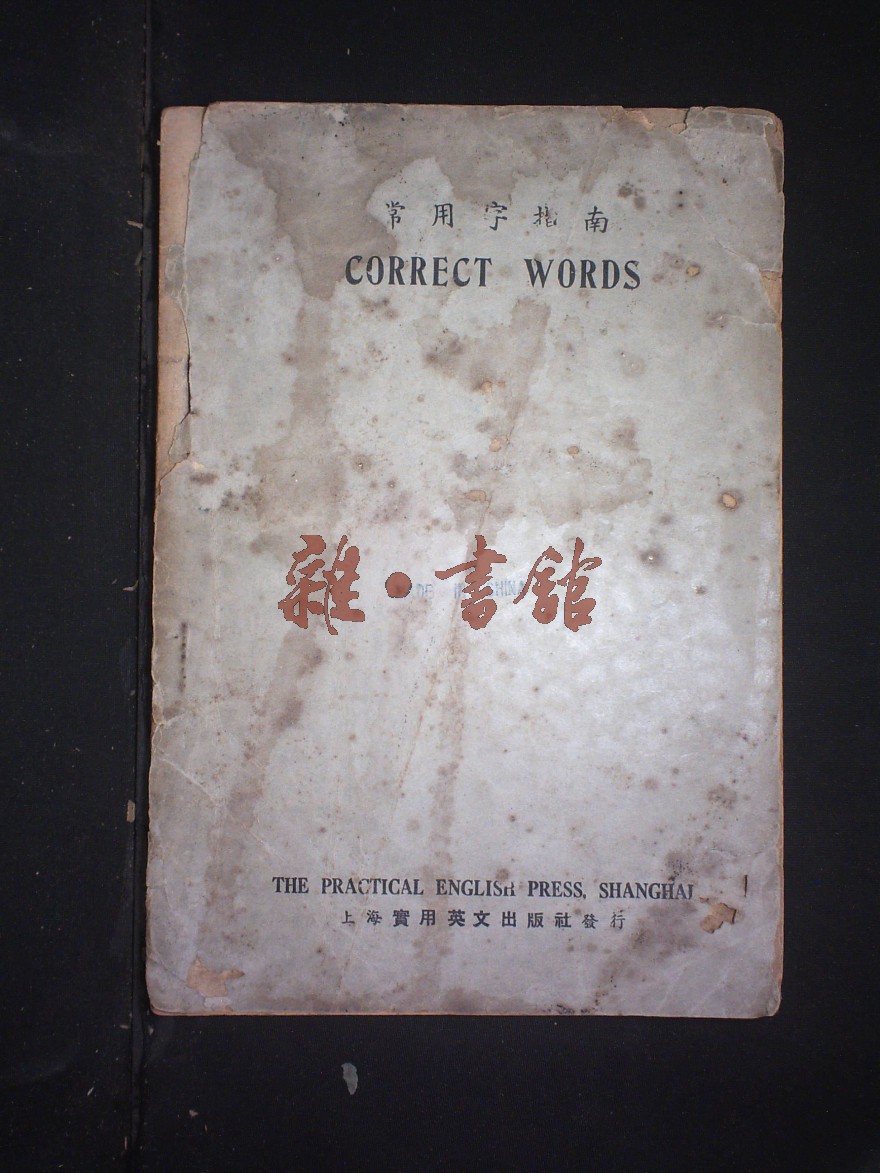 常用字指南
CORRECT WORDS
雜·書館
THE PRACTICAL ENGLISH PRESS, SHANGHAI
上海實用英文出版社發行